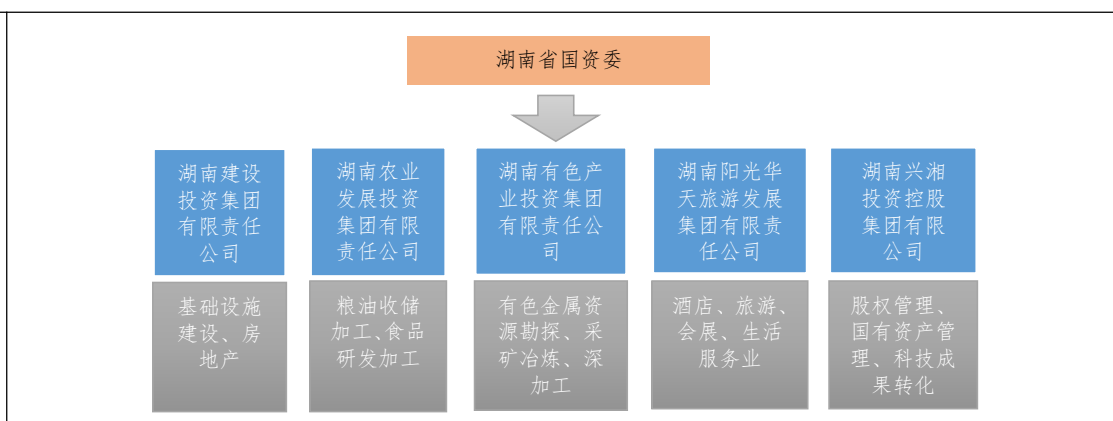 湖南省国资委
湖南建设
投资集团
有限责任
公司
湖南农业
发展投资
集团有限
责任公司
湖南有色产
业投资集团
有限责任公
司
湖南阳光华
天旅游发展
集团有限责
任公司
湖南兴湘
投资控股
集团有限
公司
基础设施
建设、房
地产
粮油收储
加工、食品
研发加工
有色金属资
源勘探、采
矿冶炼、深
加工
酒店、旅游、
会展、生活
服务业
股权管理、
国有资产管
理、科技成
果转化